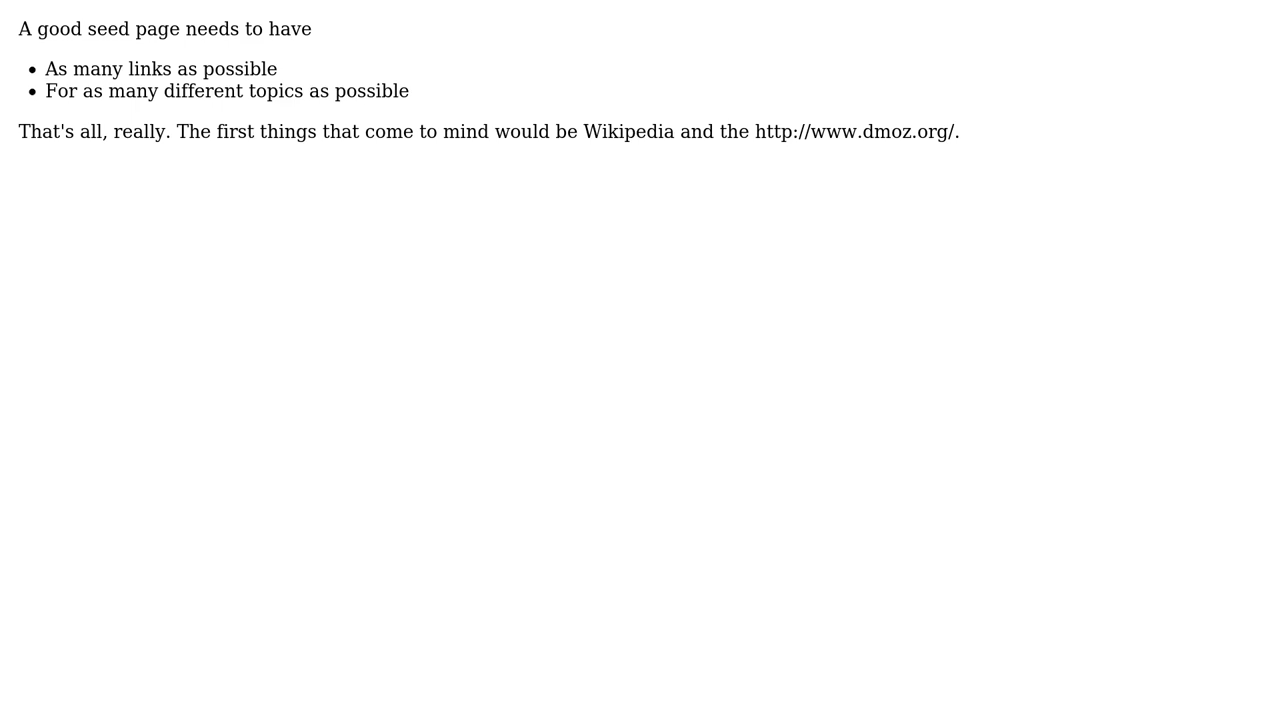 A good seed page needs to have
• As many links as possible
• For as many different topics as possible
That's all, really. The first things that come to mind would be Wikipedia and the http://www.dmoz.org/.